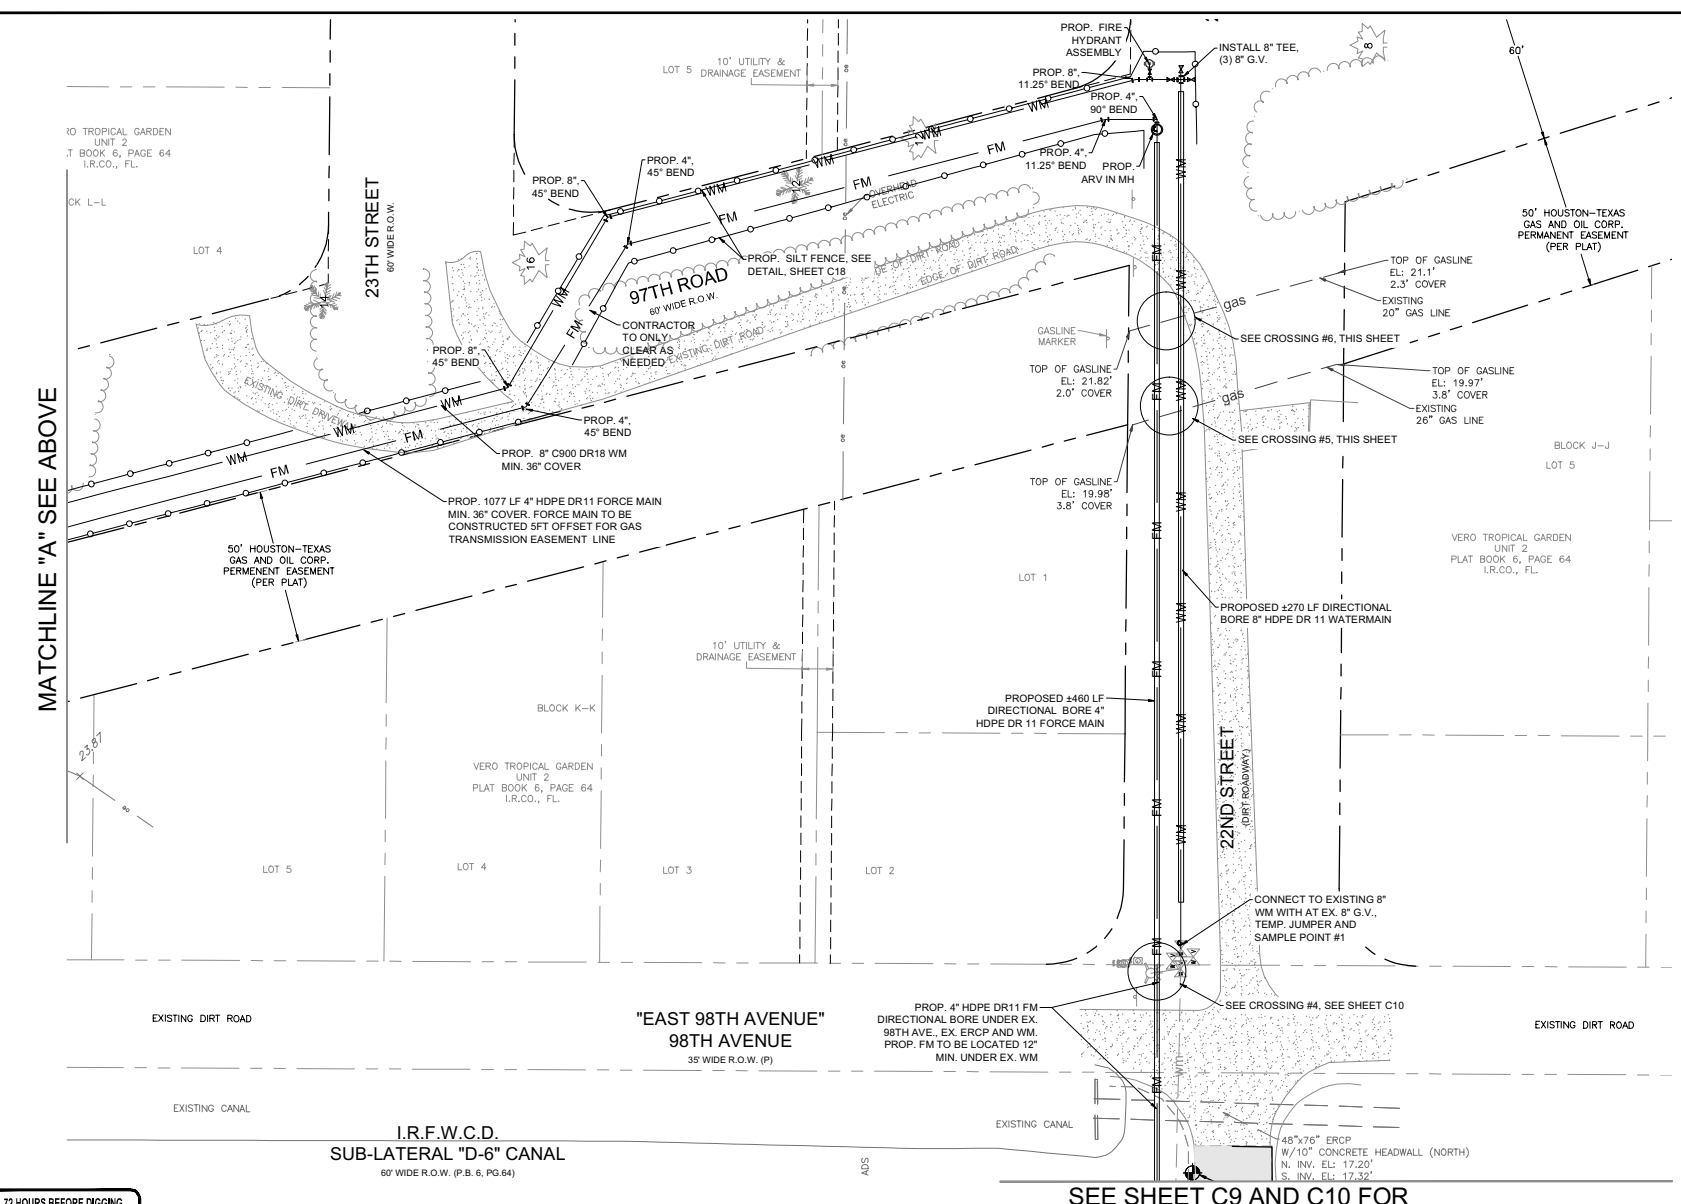 PROP. FIRE
HYDRANT
ASSEMBLY
INSTALL 8" TEE,
(3) 8" G.V.
8
60'
LOT 5
10' UTILITY &
DRAINAGE EASEMENT
PROP. 8",
11.25° BEND
PROP. 4",
90° BEND
PROP. 4",
11.25° BEND
PROP.
ARV IN MH
RO TROPICAL GARDEN
UNIT 2
T BOOK 6, PAGE 64
I.R.CO., FL.
CK L-L
LOT 4
23TH STREET
60' WIDE R.O.W.
PROP. 8",
45° BEND
PROP. 4",
45° BEND
12
OVERHEAD
ELECTRIC
16
4
PROP. SILT FENCE, SEE
DETAIL, SHEET C18
97TH ROAD
60' WIDE R.O.W.
CONTRACTOR
TO ONLY
CLEAR AS
NEEDED
EXISTING DIRT ROAD
GE OF DIRT ROAD
EDGE OF DIRT ROAD
50' HOUSTON-TEXAS
GAS AND OIL CORP.
PERMANENT EASEMENT
(PER PLAT)
TOP OF GASLINE
EL: 21.1'
2.3' COVER
EXISTING
20" GAS LINE
gas
SEE CROSSING #6, THIS SHEET
GASLINE
MARKER
TOP OF GASLINE
EL: 21.82'
2.0' COVER
TOP OF GASLINE
EL: 19.97'
3.8' COVER
EXISTING
26" GAS LINE
gas
SEE CROSSING #5, THIS SHEET
BLOCK J-J
LOT 5
PROP. 8",
45° BEND
EXISTING DIRT DRIVEW
PROP. 4",
45° BEND
PROP. 8" C900 DR18 WM
MIN. 36" COVER
MATCHLINE "A" SEE ABOVE
PROP. 1077 LF 4" HDPE DR11 FORCE MAIN
MIN. 36" COVER. FORCE MAIN TO BE
CONSTRUCTED 5FT OFFSET FOR GAS
TRANSMISSION EASEMENT LINE
TOP OF GASLINE
EL: 19.98'
3.8' COVER
50' HOUSTON-TEXAS
GAS AND OIL CORP.
PERMENENT EASEMENT
(PER PLAT)
VERO TROPICAL GARDEN
UNIT 2
PLAT BOOK 6, PAGE 64
I.R.CO., FL.
LOT 1
PROPOSED ±270 LF DIRECTIONAL
BORE 8" HDPE DR 11 WATERMAIN
10' UTILITY &
DRAINAGE EASEMENT
PROPOSED ±460 LF
DIRECTIONAL BORE 4"
HDPE DR 11 FORCE MAIN
BLOCK K-K
23.87
VERO TROPICAL GARDEN
UNIT 2
PLAT BOOK 6, PAGE 64
I.R.CO., FL.
22ND STREET
(DIRT ROADWAY)
LOT 5
LOT 4
LOT 3
LOT 2
CONNECT TO EXISTING 8"
WM WITH AT EX. 8" G.V.,
TEMP. JUMPER AND
SAMPLE POINT #1
SEE CROSSING #4, SEE SHEET C10
PROP. 4" HDPE DR11 FM
DIRECTIONAL BORE UNDER EX.
98TH AVE., EX. ERCP AND WM.
PROP. FM TO BE LOCATED 12"
MIN. UNDER EX. WM
EXISTING DIRT ROAD
"EAST 98TH AVENUE"
98TH AVENUE
35' WIDE R.O.W. (P)
EXISTING DIRT ROAD
EXISTING CANAL
EXISTING CANAL
I.R.F.W.C.D.
SUB-LATERAL "D-6" CANAL
60' WIDE R.O.W. (P.B. 6, PG.64)
ADS
48"x76" ERCP
W/10" CONCRETE HEADWALL (NORTH)
N. INV. EL: 17.20'
S. INV. EL: 17.32'
WM
FM
wm
72 HOURS BEFORE DIGGING
SEE SHEET C9 AND C10 FOR